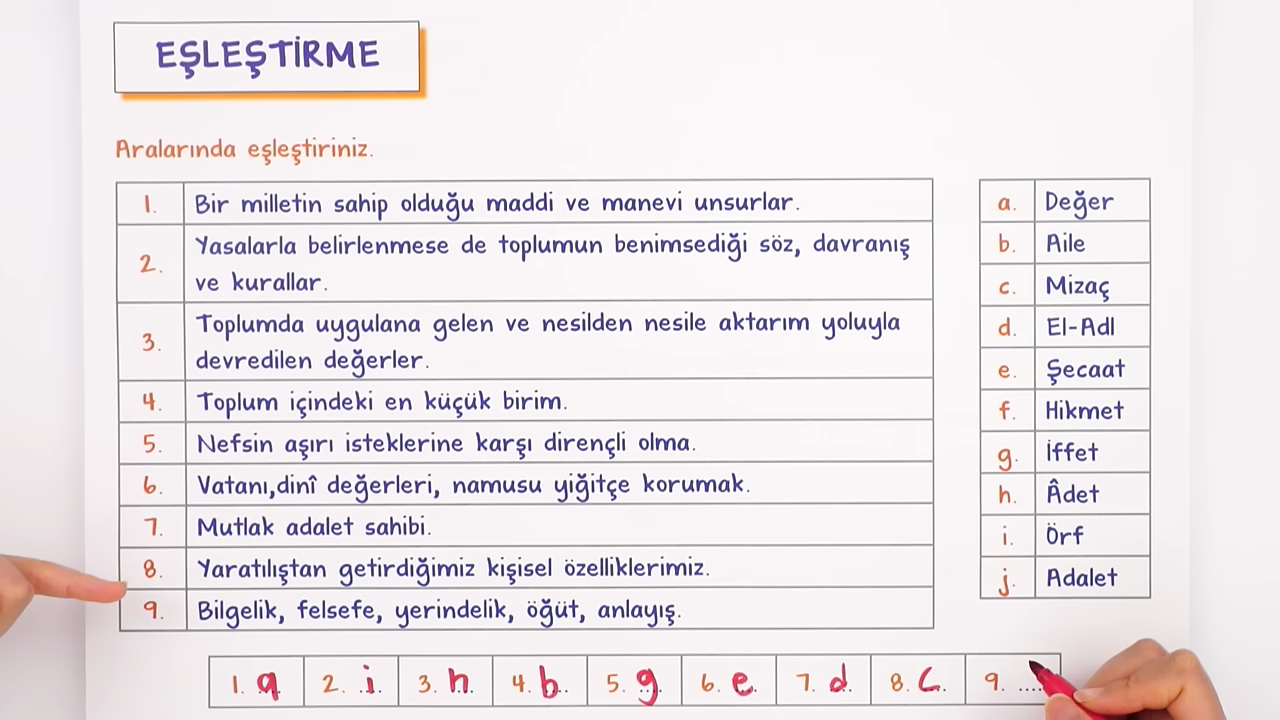 EŞLEŞTİRME
Aralarında eşleştiriniz.
1. Bir milletin sahip olduğu maddi ve manevi unsurlar.
2. Yasalarla belirlenmese de toplumun benimsediği söz, davranış
ve kurallar.
3. Toplumda uygulana gelen ve nesilden nesile aktarım yoluyla
devredilen değerler.
4. Toplum içindeki en küçük birim.
5. Nefsin aşırı isteklerine karşı dirençli olma.
6. Vatanı,dinî değerleri, namusu yiğitçe korumak.
7. Mutlak adalet sahibi.
8. Yaratılıştan getirdiğimiz kişisel özelliklerimiz.
9. Bilgelik, felsefe, yerindelik, öğüt, anlayış.
a. Değer
b. Aile
c. Mizaç
d. El-Adl
e. Şecaat
f. Hikmet
g. İffet
h. Âdet
i. Örf
j. Adalet
1. a 2. i 3. h 4. b 5. g 6. e 7. d 8. c 9. ....